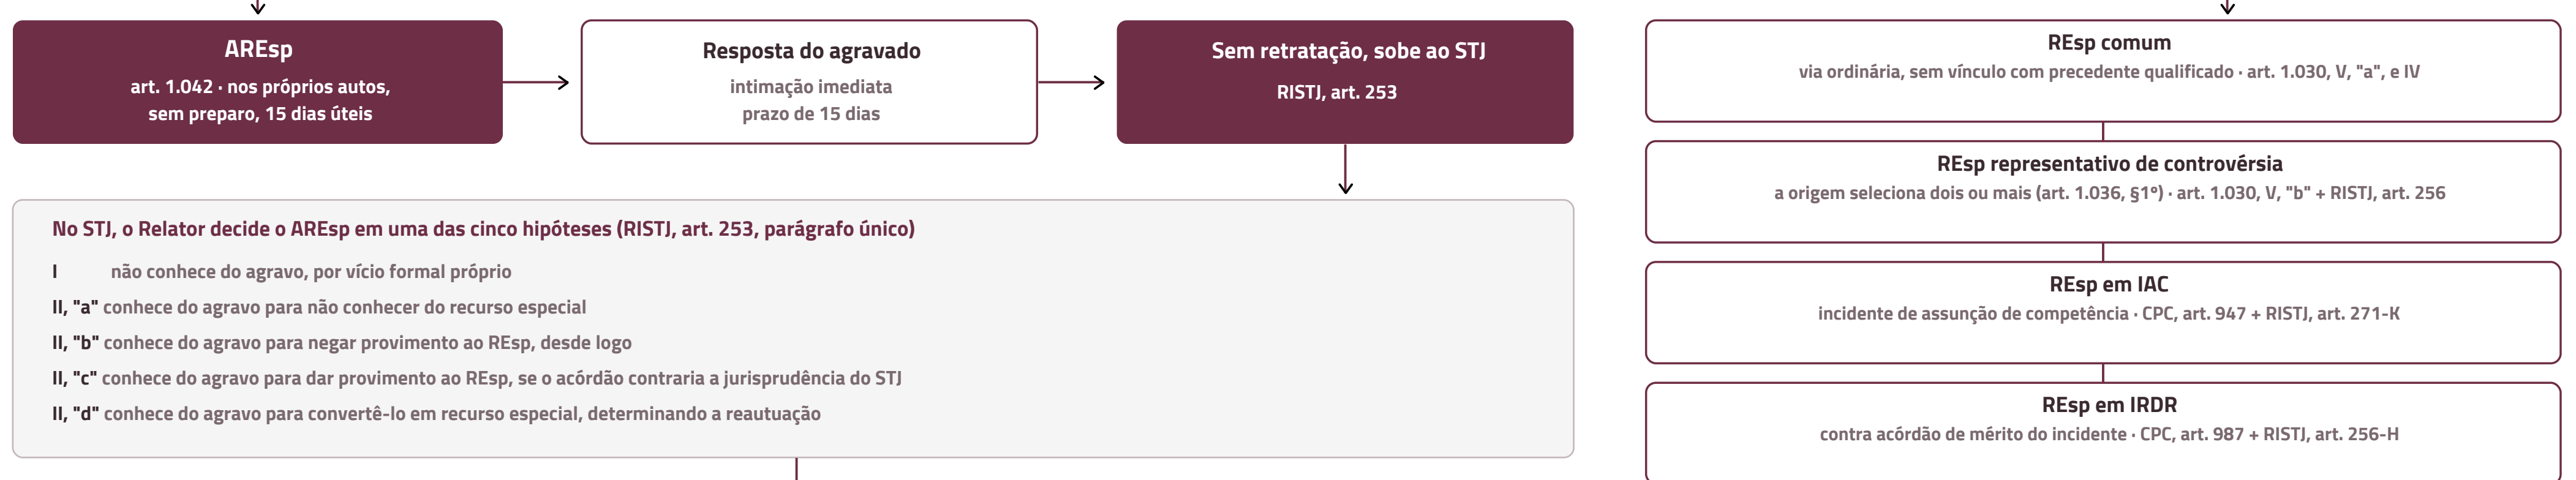 AREsp
art. 1.042 · nos próprios autos,
sem preparo, 15 dias úteis
Resposta do agravado
intimação imediata
prazo de 15 dias
Sem retratação, sobe ao STJ
RISTJ, art. 253
No STJ, o Relator decide o AREsp em uma das cinco hipóteses (RISTJ, art. 253, parágrafo único)
I não conhece do agravo, por vício formal próprio
II, "a" conhece do agravo para não conhecer do recurso especial
II, "b" conhece do agravo para negar provimento ao REsp, desde logo
II, "c" conhece do agravo para dar provimento ao REsp, se o acórdão contraria a jurisprudência do STJ
II, "d" conhece do agravo para convertê-lo em recurso especial, determinando a reautuação
REsp comum
via ordinária, sem vínculo com precedente qualificado · art. 1.030, V, "a", e IV
REsp representativo de controvérsia
a origem seleciona dois ou mais (art. 1.036, §1º) · art. 1.030, V, "b" + RISTJ, art. 256
REsp em IAC
incidente de assunção de competência · CPC, art. 947 + RISTJ, art. 271-K
REsp em IRDR
contra acórdão de mérito do incidente · CPC, art. 987 + RISTJ, art. 256-H